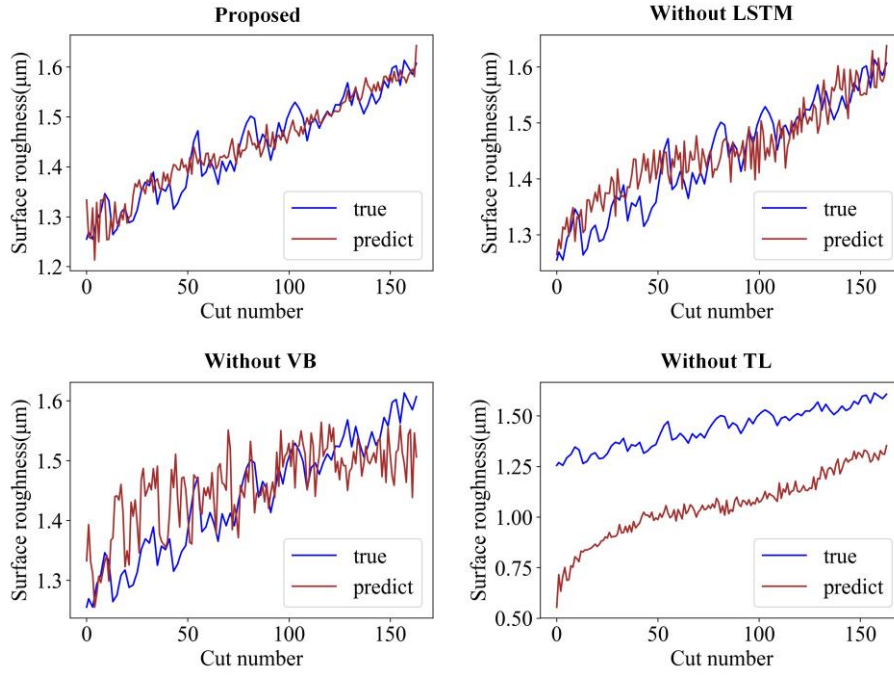 Proposed
Surface roughness(μm)
1.6
1.5
1.4
1.3
1.2
0
50
100
150
Cut number
true
predict
Without LSTM
Surface roughness(μm)
1.6
1.5
1.4
1.3
0
50
100
150
Cut number
true
predict
Without VB
Surface roughness(μm)
1.6
1.5
1.4
1.3
0
50
100
150
Cut number
true
predict
Without TL
Surface roughness(μm)
1.50
1.25
1.00
0.75
0.50
0
50
100
150
Cut number
true
predict